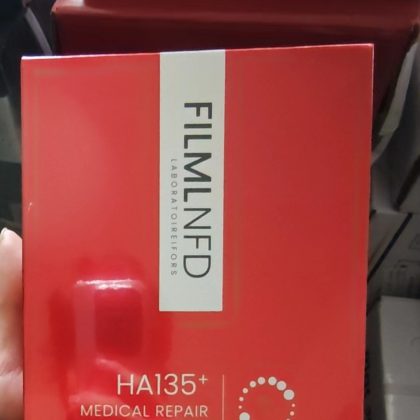 FILMLNFD
LABORATOIREIFORS
HA135+
MEDICAL REPAIR